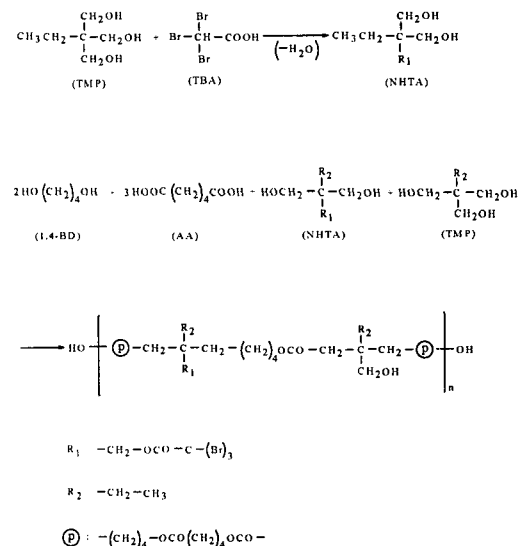 CH₂OH Br CH₂OH
CH₃CH₂—C—CH₂OH + Br—C—COOH ⟶ CH₃CH₂—C—CH₂OH
CH₂OH Br (—H₂O) R₁
(TMP) (TBA) (NHTA)
R₂ R₂
2HO(CH₂)₄OH + 3HOOC(CH₂)₄COOH + HOCH₂—C—CH₂OH + HOCH₂—C—CH₂OH
R₁ CH₂OH
(1,4-BD) (AA) (NHTA) (TMP)
R₂ R₂
⟶ HO [ Ⓟ—CH₂—C—CH₂—(CH₂)₄OCO—CH₂—C—CH₂—Ⓟ ] OH
R₁ CH₂OH n
R₁ —CH₂—OCO—C—(Br)₃
R₂ —CH₂—CH₃
Ⓟ : —(CH₂)₄—OCO(CH₂)₄OCO—